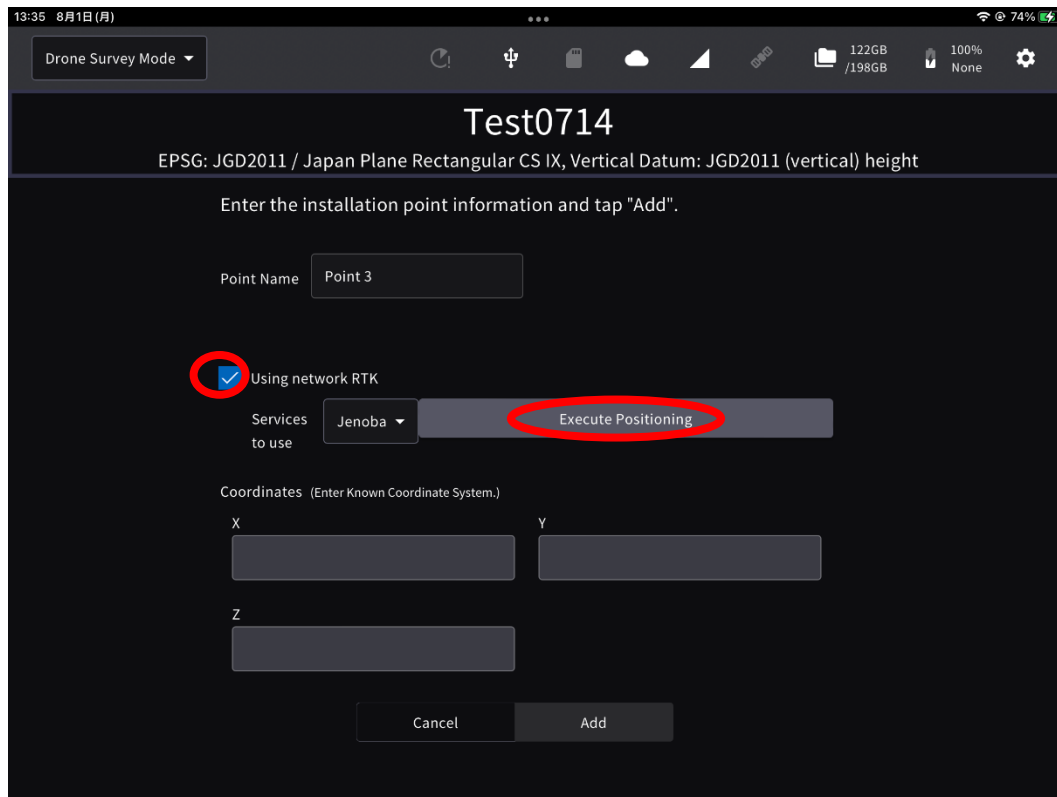 13:35 8月1日(月)
74%
Drone Survey Mode
122GB
/198GB
100%
None
Test0714
EPSG: JGD2011 / Japan Plane Rectangular CS IX, Vertical Datum: JGD2011 (vertical) height
Enter the installation point information and tap "Add".
Point Name
Point 3
Using network RTK
Services
to use
Jenoba
Execute Positioning
Coordinates (Enter Known Coordinate System.)
X
Y
Z
Cancel
Add